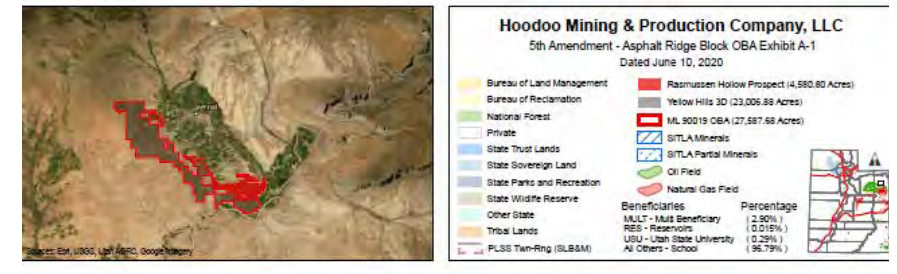 Vernal
Sources: Esri, USGS, Utah AGRC, Google Imagery
Hoodoo Mining & Production Company, LLC
5th Amendment - Asphalt Ridge Block OBA Exhibit A-1
Dated June 10, 2020
Bureau of Land Management
Bureau of Reclamation
National Forest
Private
State Trust Lands
State Sovereign Land
State Parks and Recreation
State Wildlife Reserve
Other State
Tribal Lands
PLSS Twn-Rng (SLB&M)
Rasmussen Hollow Prospect (4,580.80 Acres)
Yellow Hills 3D (23,006.88 Acres)
ML 90019 OBA (27,587.68 Acres)
SITLA Minerals
SITLA Partial Minerals
Oil Field
Natural Gas Field
Beneficiaries Percentage
MULT - Mult Beneficiary ( 2.90% )
RES - Reservoirs ( 0.015% )
USU - Utah State University ( 0.29% )
All Others - School ( 96.79% )